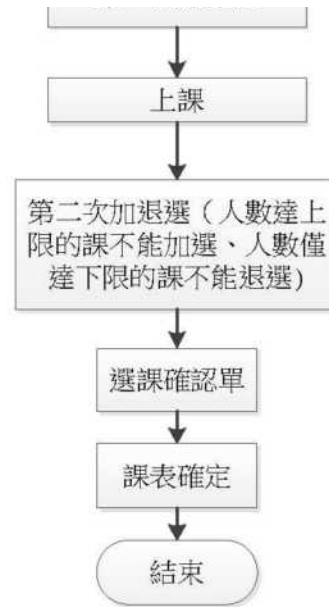 上課
第二次加退選（人數達上
限的課不能加選、人數僅
達下限的課不能退選)
選課確認單
課表確定
結束